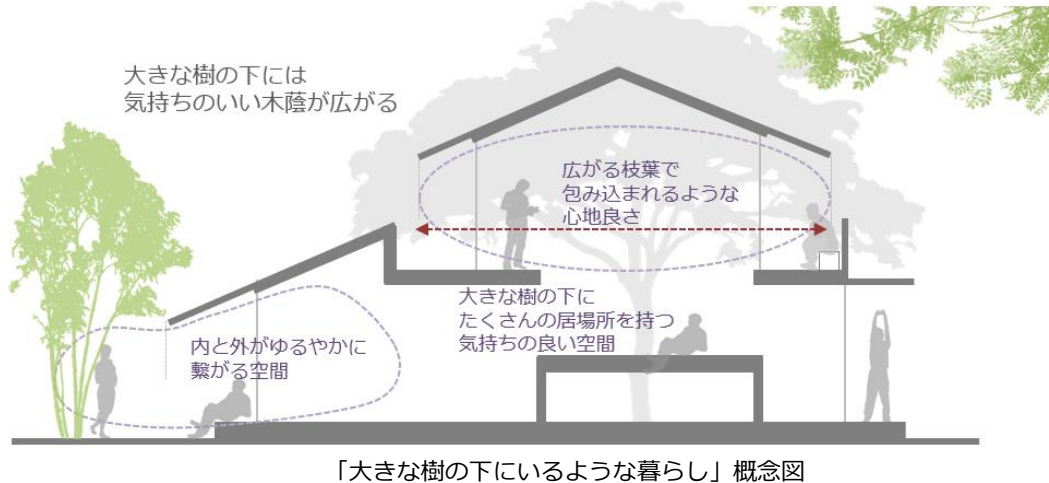 大きな樹の下には
気持ちのいい木蔭が広がる
広がる枝葉で
包み込まれるような
心地良さ
大きな樹の下に
たくさんの居場所を持つ
気持ちの良い空間
内と外がゆるやかに
繋がる空間
「大きな樹の下にいるような暮らし」概念図